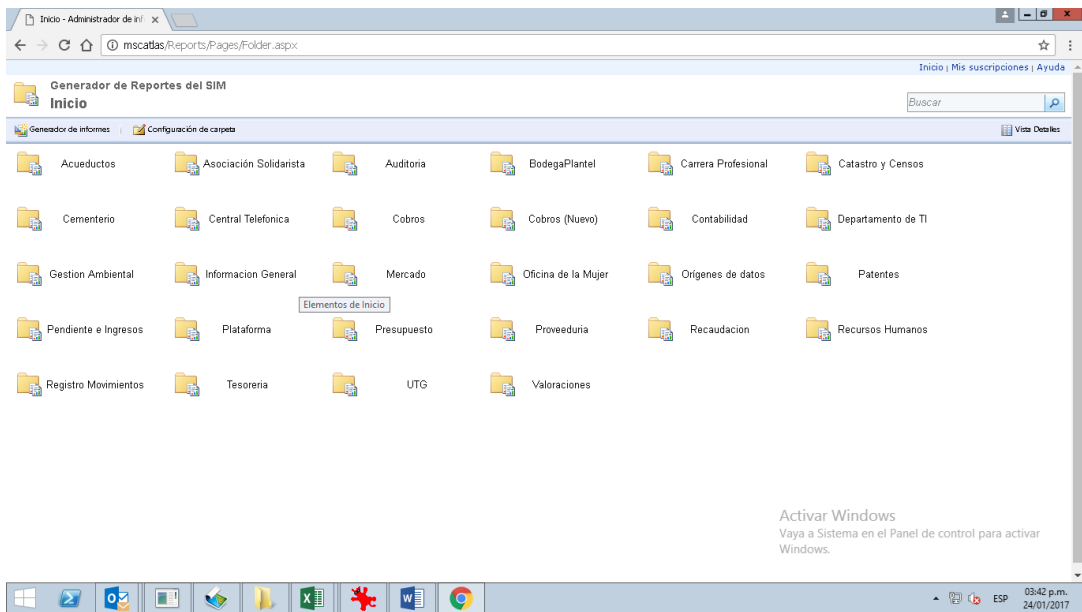 Inicio - Administrador de inf
mscatlas/Reports/Pages/Folder.aspx
Inicio | Mis suscripciones | Ayuda
Generador de Reportes del SIM
Inicio
Buscar
Generador de informes | Configuración de carpeta
Vista Detalles
Acueductos Asociación Solidarista Auditoria BodegaPlantel Carrera Profesional Catastro y Censos
Cementerio Central Telefonica Cobros Cobros (Nuevo) Contabilidad Departamento de TI
Gestion Ambiental Informacion General Mercado Oficina de la Mujer Orígenes de datos Patentes
Elementos de Inicio
Pendiente e Ingresos Plataforma Presupuesto Proveeduria Recaudacion Recursos Humanos
Registro Movimientos Tesoreria UTG Valoraciones
Activar Windows
Vaya a Sistema en el Panel de control para activar
Windows.
ESP
03:42 p.m.
24/01/2017